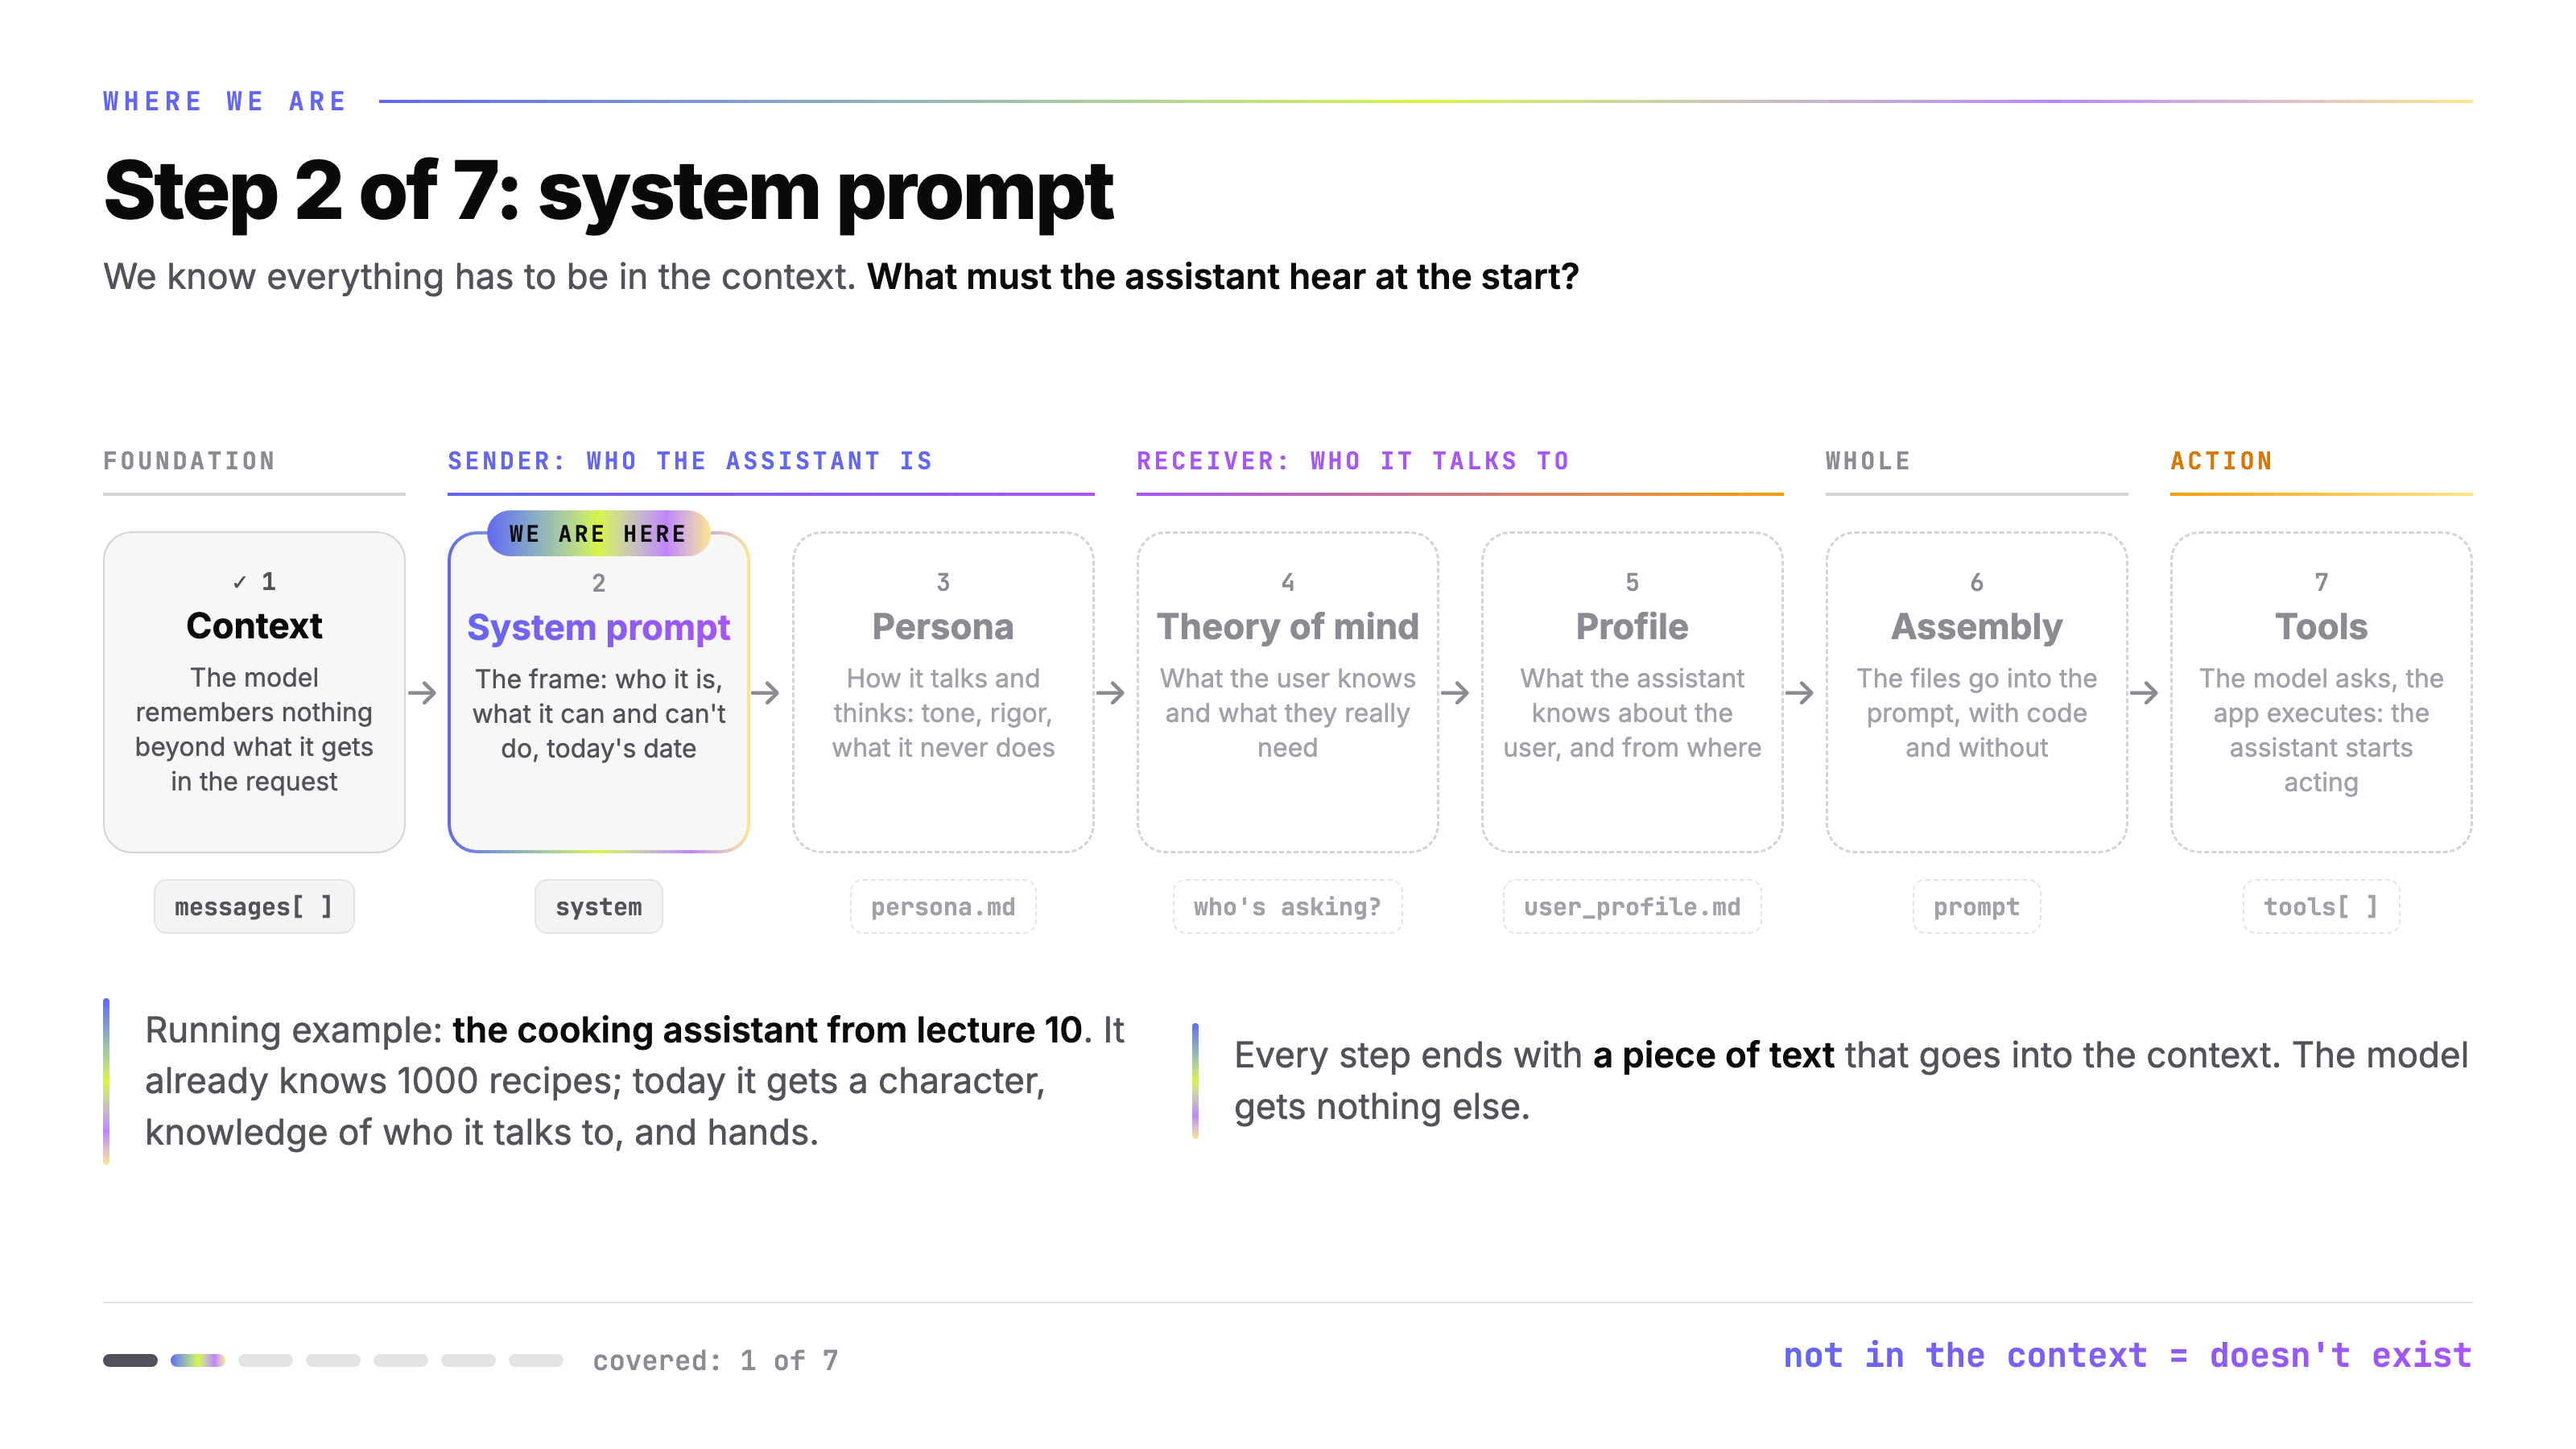 WHERE WE ARE
Step 2 of 7: system prompt
We know everything has to be in the context. What must the assistant hear at the start?
FOUNDATION
SENDER: WHO THE ASSISTANT IS
RECEIVER: WHO IT TALKS TO
WHOLE
ACTION
✓ 1
Context
The model
remembers nothing
beyond what it gets
in the request
messages[ ]
WE ARE HERE
2
System prompt
The frame: who it is,
what it can and can't
do, today's date
system
3
Persona
How it talks and
thinks: tone, rigor,
what it never does
persona.md
4
Theory of mind
What the user knows
and what they really
need
who's asking?
5
Profile
What the assistant
knows about the
user, and from where
user_profile.md
6
Assembly
The files go into the
prompt, with code
and without
prompt
7
Tools
The model asks, the
app executes: the
assistant starts
acting
tools[ ]
Running example: the cooking assistant from lecture 10. It
already knows 1000 recipes; today it gets a character,
knowledge of who it talks to, and hands.
Every step ends with a piece of text that goes into the context. The model
gets nothing else.
covered: 1 of 7
not in the context = doesn't exist